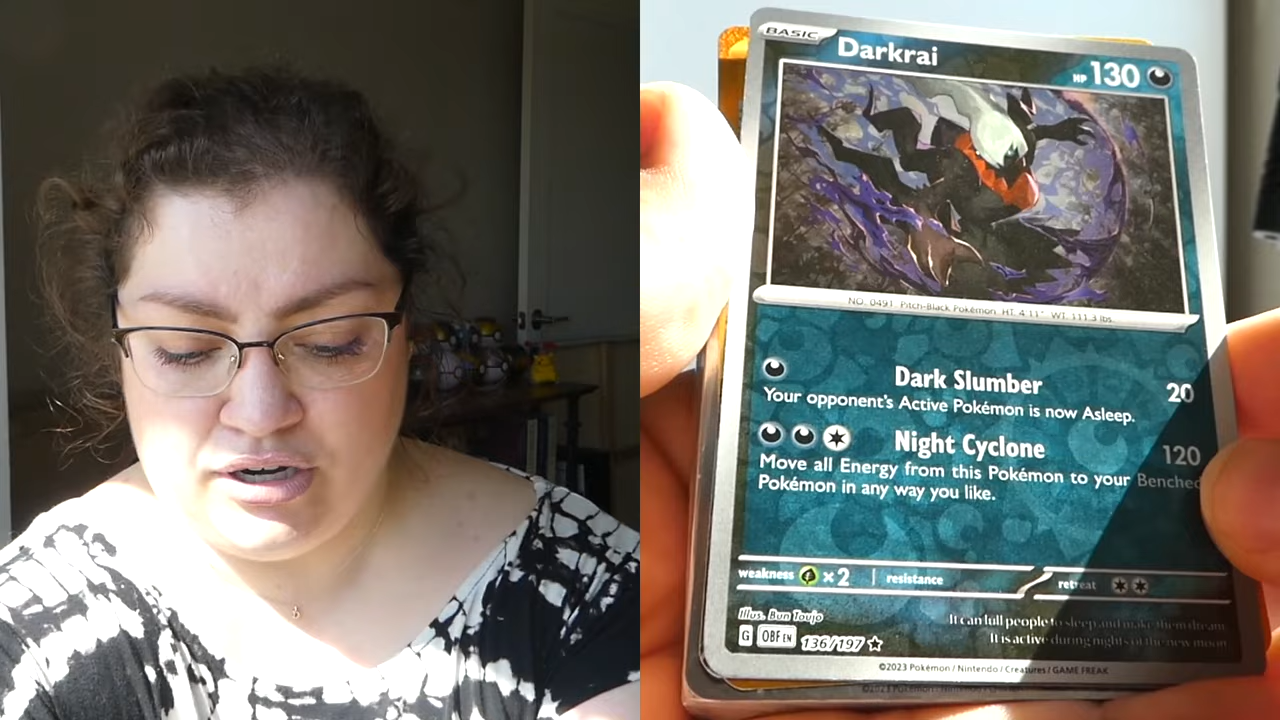 BASIC
Darkrai
HP 130
NO. 0491 Pitch-Black Pokémon HT: 4'11" WT: 111.3 lbs.
Dark Slumber 20
Your opponent's Active Pokémon is now Asleep.
Night Cyclone 120
Move all Energy from this Pokémon to your Benched
Pokémon in any way you like.
weakness ×2 resistance retreat
Illus. Bun Toujo
It can lull people to sleep and make them dream.
It is active during nights of the new moon.
G OBF EN 136/197
©2023 Pokémon / Nintendo / Creatures / GAME FREAK